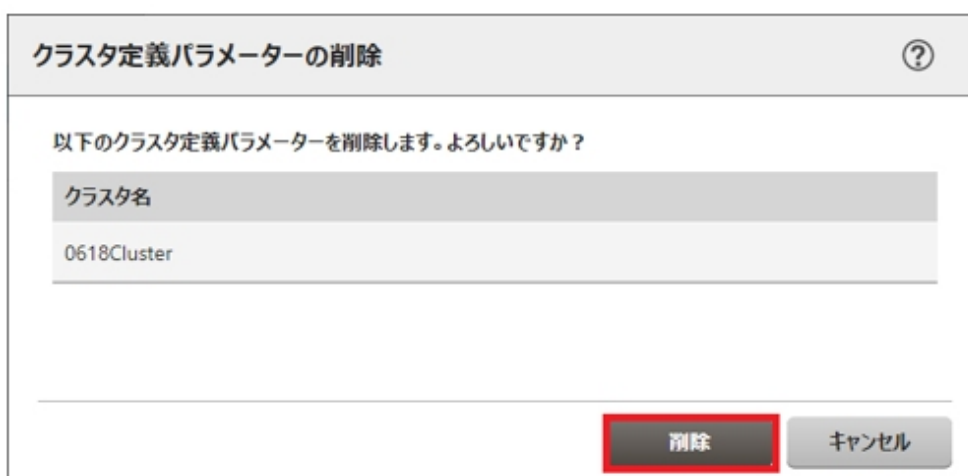 クラスタ定義パラメーターの削除
?
以下のクラスタ定義パラメーターを削除します。よろしいですか？
クラスタ名
0618Cluster
削除
キャンセル